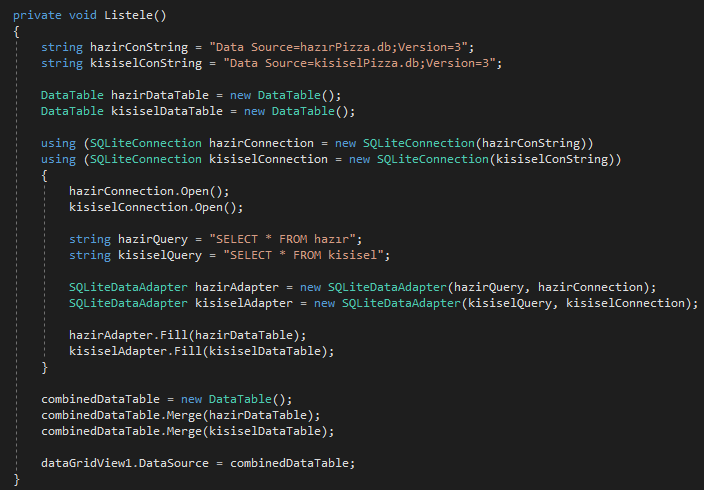 private void Listele()
{
string hazirConString = "Data Source=hazırPizza.db;Version=3";
string kisiselConString = "Data Source=kisiselPizza.db;Version=3";
DataTable hazirDataTable = new DataTable();
DataTable kisiselDataTable = new DataTable();
using (SQLiteConnection hazirConnection = new SQLiteConnection(hazirConString))
using (SQLiteConnection kisiselConnection = new SQLiteConnection(kisiselConString))
{
hazirConnection.Open();
kisiselConnection.Open();
string hazirQuery = "SELECT * FROM hazır";
string kisiselQuery = "SELECT * FROM kisisel";
SQLiteDataAdapter hazirAdapter = new SQLiteDataAdapter(hazirQuery, hazirConnection);
SQLiteDataAdapter kisiselAdapter = new SQLiteDataAdapter(kisiselQuery, kisiselConnection);
hazirAdapter.Fill(hazirDataTable);
kisiselAdapter.Fill(kisiselDataTable);
}
combinedDataTable = new DataTable();
combinedDataTable.Merge(hazirDataTable);
combinedDataTable.Merge(kisiselDataTable);
dataGridView1.DataSource = combinedDataTable;
}